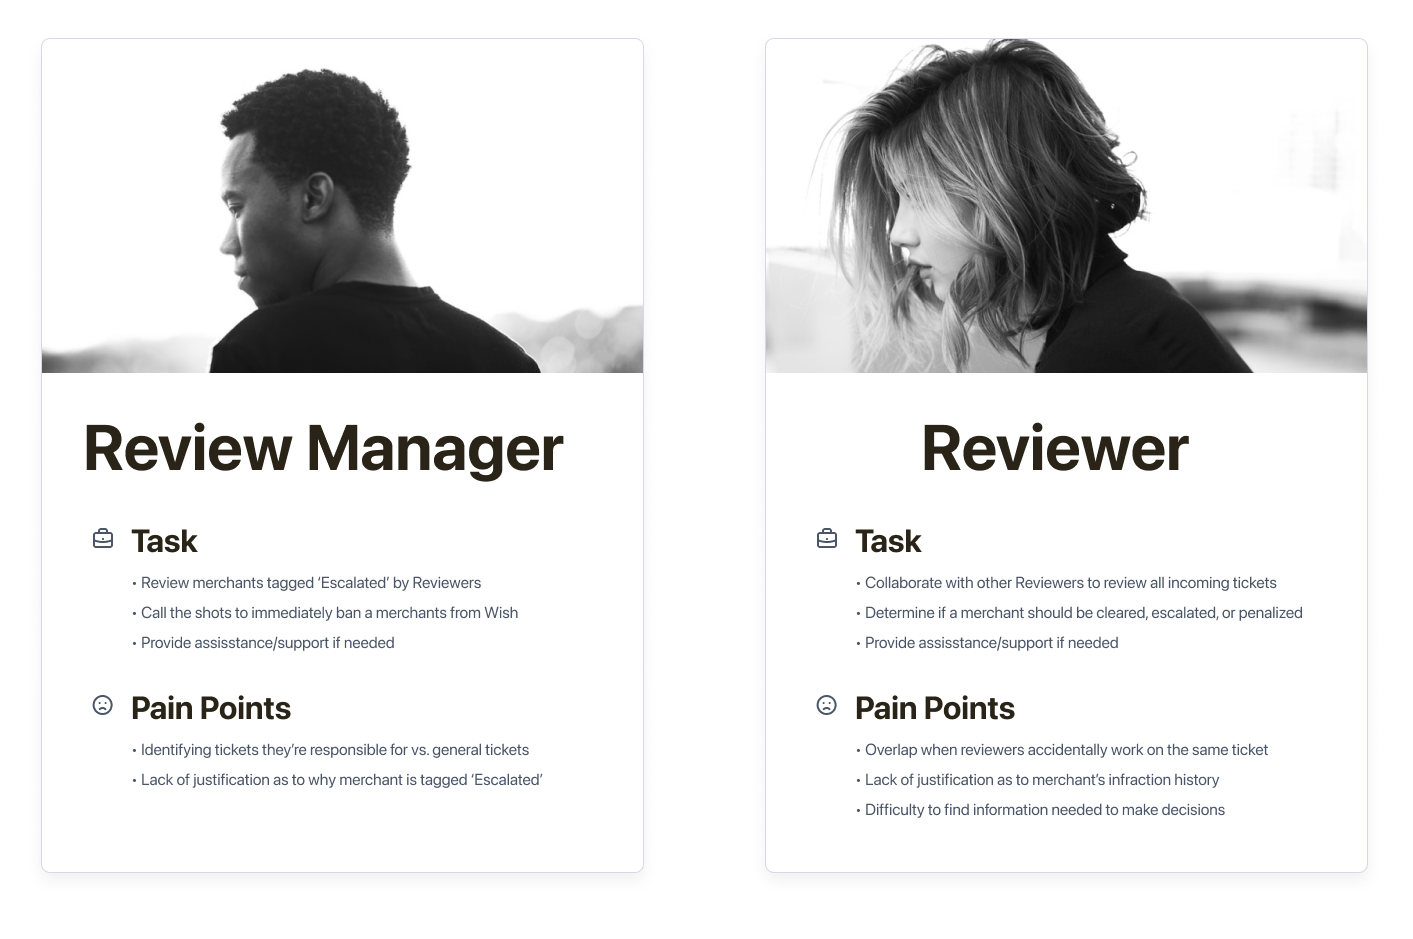 Review Manager
Task
• Review merchants tagged ‘Escalated’ by Reviewers
• Call the shots to immediately ban a merchants from Wish
• Provide assisstance/support if needed
Pain Points
• Identifying tickets they’re responsible for vs. general tickets
• Lack of justification as to why merchant is tagged ‘Escalated’
Reviewer
Task
• Collaborate with other Reviewers to review all incoming tickets
• Determine if a merchant should be cleared, escalated, or penalized
• Provide assisstance/support if needed
Pain Points
• Overlap when reviewers accidentally work on the same ticket
• Lack of justification as to merchant’s infraction history
• Difficulty to find information needed to make decisions